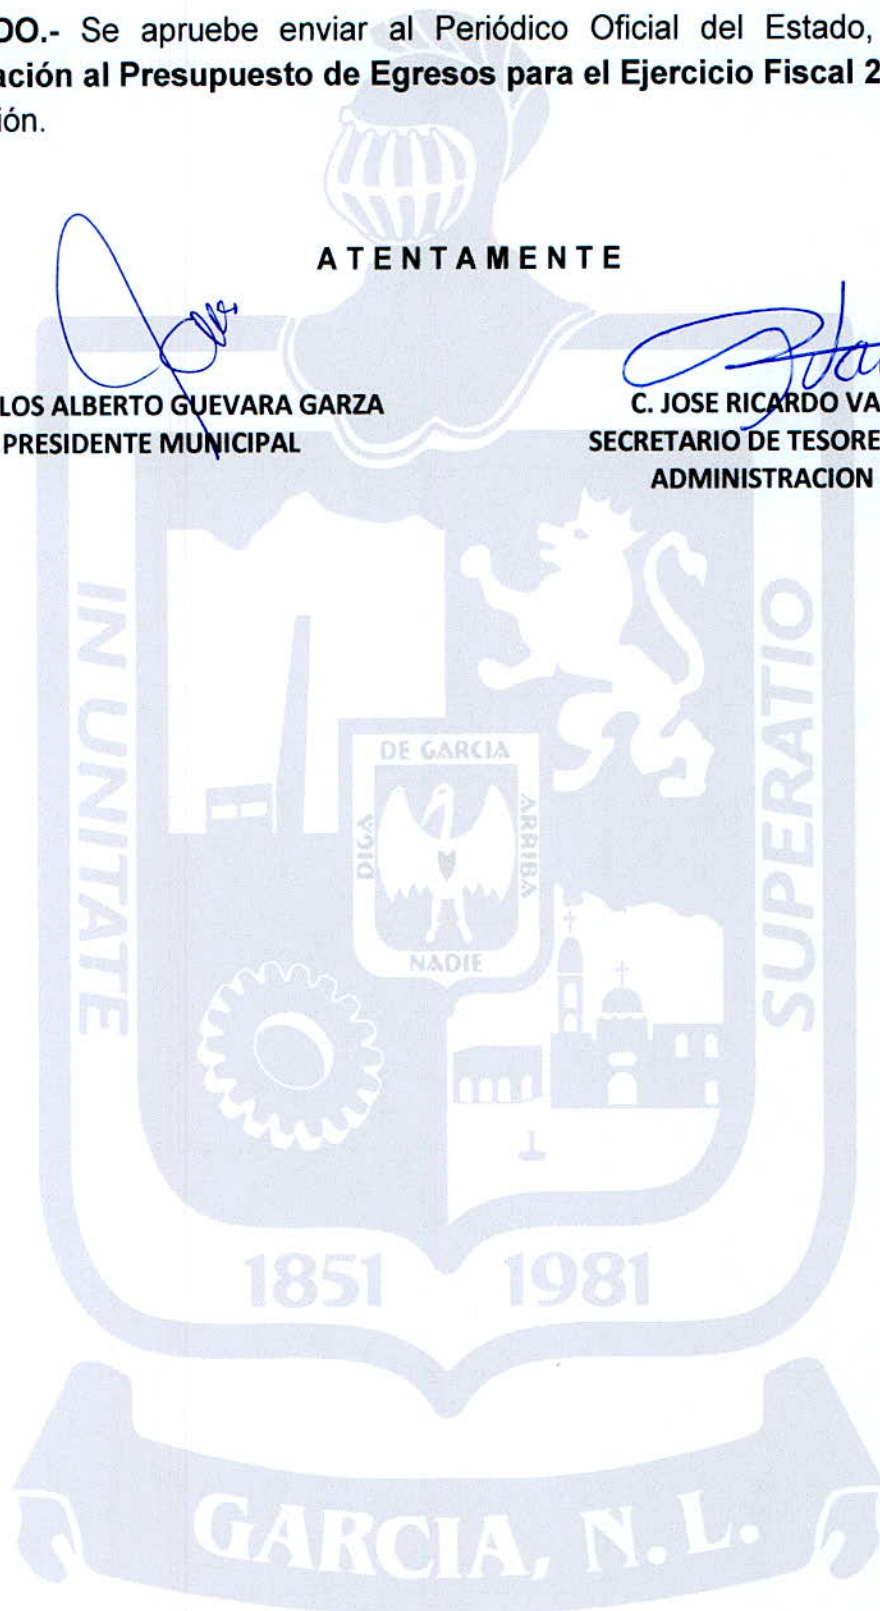 DO.- Se apruebe enviar al Periódico Oficial del Estado,
ación al Presupuesto de Egresos para el Ejercicio Fiscal 2
ión.
ATENTAMENTE
LOS ALBERTO GUEVARA GARZA
PRESIDENTE MUNICIPAL
C. JOSE RICARDO VA
SECRETARIO DE TESORE
ADMINISTRACION
IN UNITATE
SUPERATIO
DE GARCIA
DIGA
ARRIBA
NADIE
1851 1981
GARCIA, N.L.